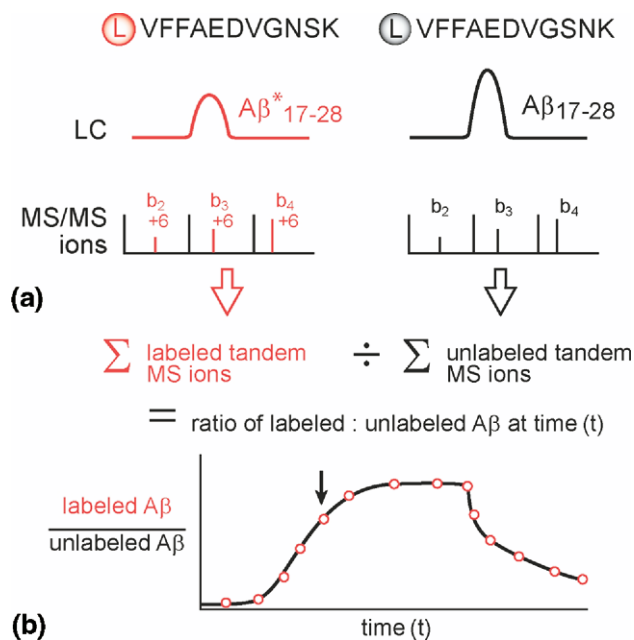 L VFFAEDVGNSK
L VFFAEDVGSNK
LC
Aβ*17-28
Aβ17-28
MS/MS
ions
b2
+6
b3
+6
b4
+6
b2
b3
b4
(a)
Σ labeled tandem
MS ions
÷
Σ unlabeled tandem
MS ions
= ratio of labeled : unlabeled Aβ at time (t)
labeled Aβ
unlabeled Aβ
(b)
time (t)